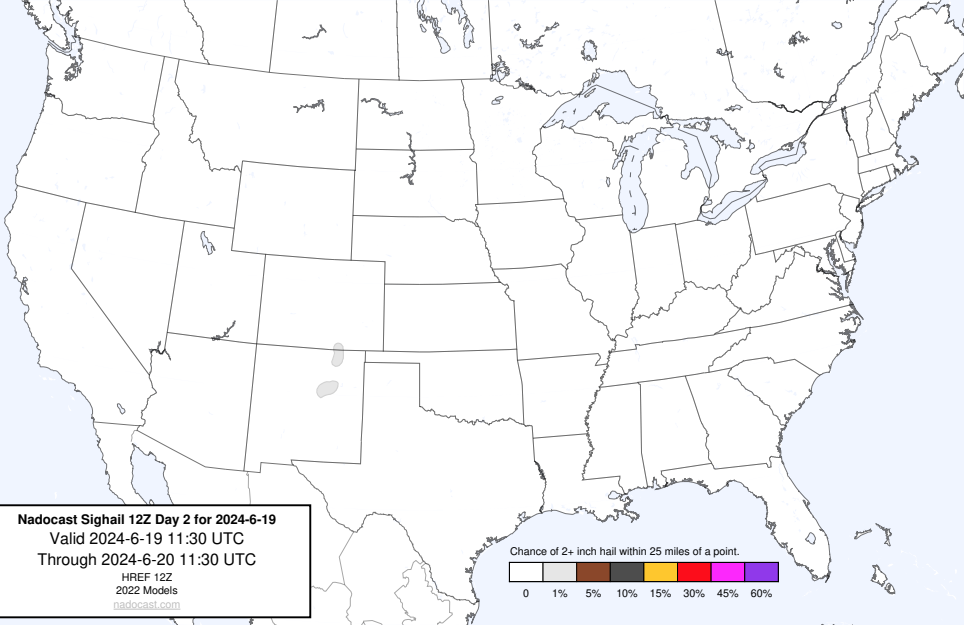 Nadocast Sighail 12Z Day 2 for 2024-6-19
Valid 2024-6-19 11:30 UTC
Through 2024-6-20 11:30 UTC
HREF 12Z
2022 Models
nadocast.com
Chance of 2+ inch hail within 25 miles of a point.
0 1% 5% 10% 15% 30% 45% 60%